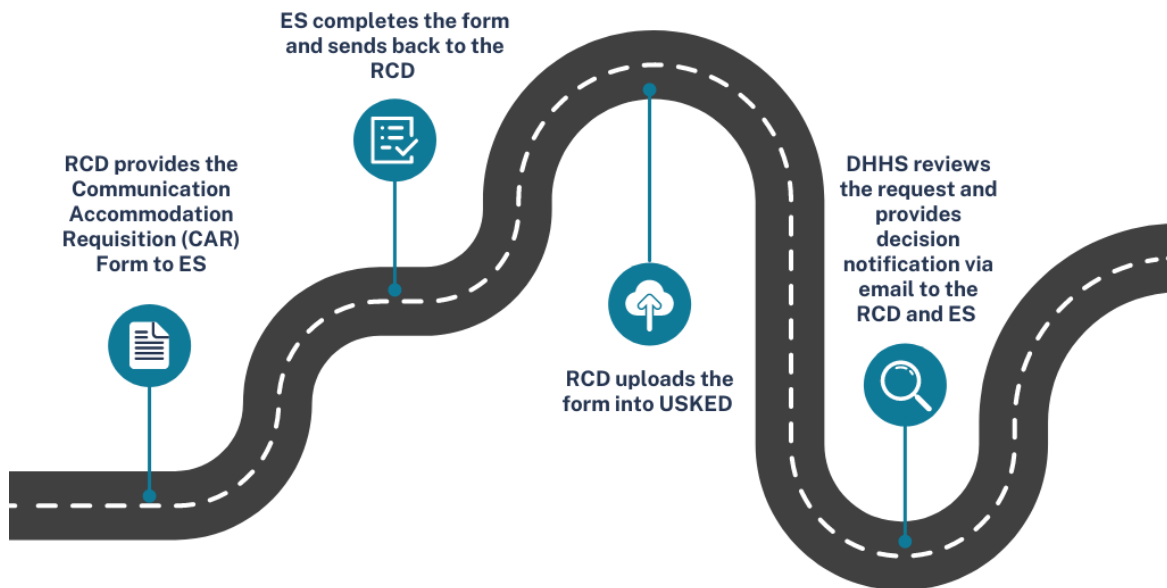 RCD provides the
Communication
Accommodation
Requisition (CAR)
Form to ES
ES completes the form
and sends back to the
RCD
RCD uploads the
form into USKED
DHHS reviews
the request and
provides
decision
notification via
email to the
RCD and ES